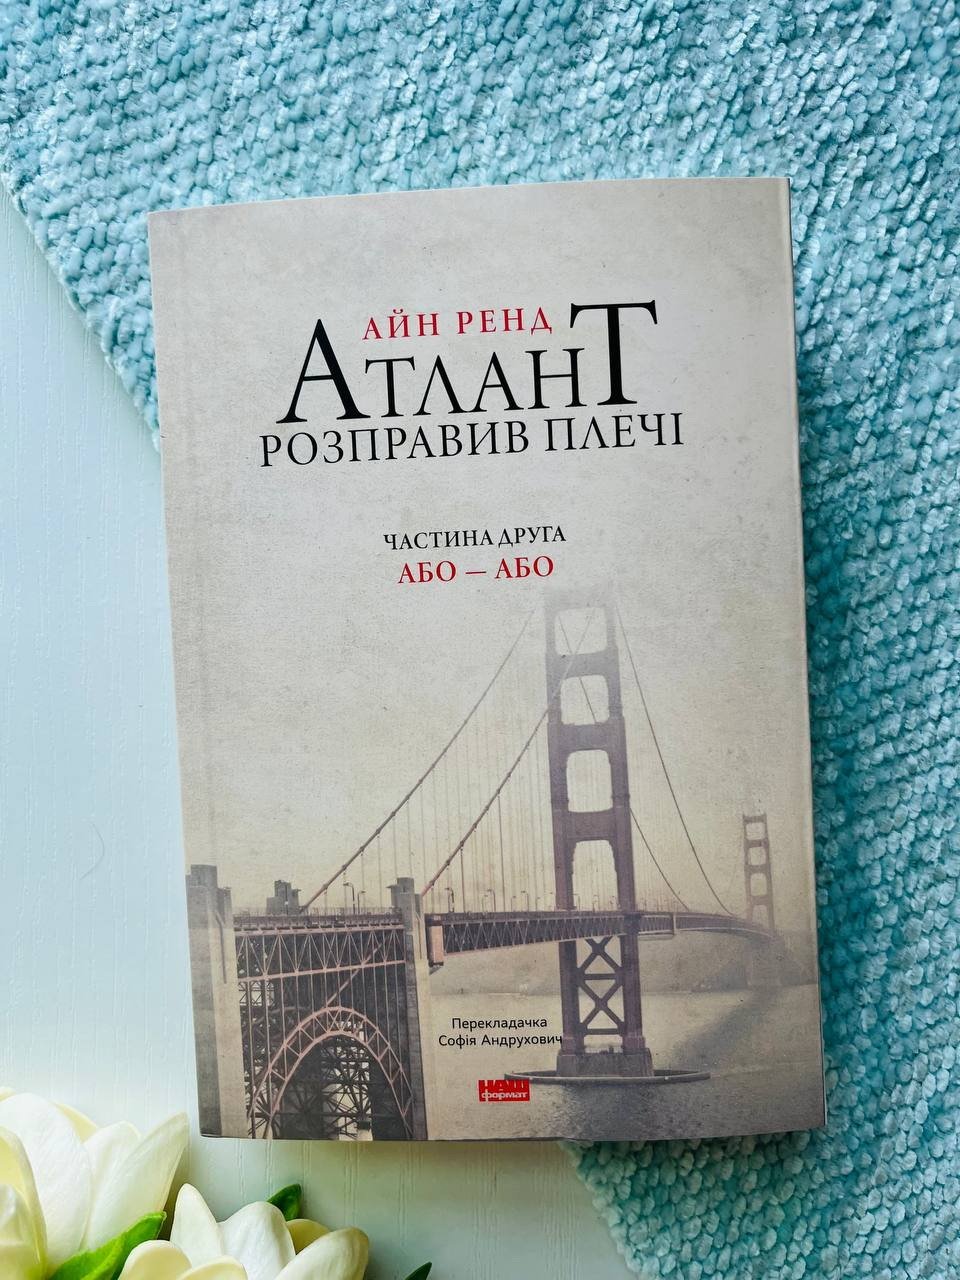 АЙН РЕНД
АТЛАНТ
РОЗПРАВИВ ПЛЕЧІ
ЧАСТИНА ДРУГА
АБО — АБО
Перекладачка
Софія Андрухович
НАШ
формат